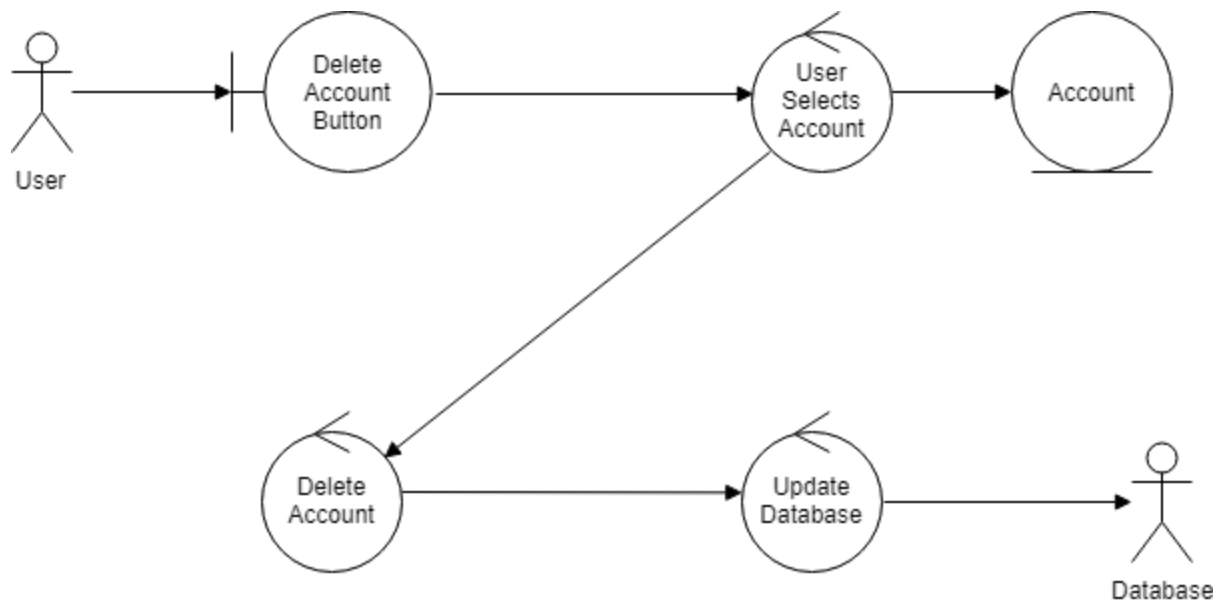 User
Delete
Account
Button
User
Selects
Account
Account
Delete
Account
Update
Database
Database